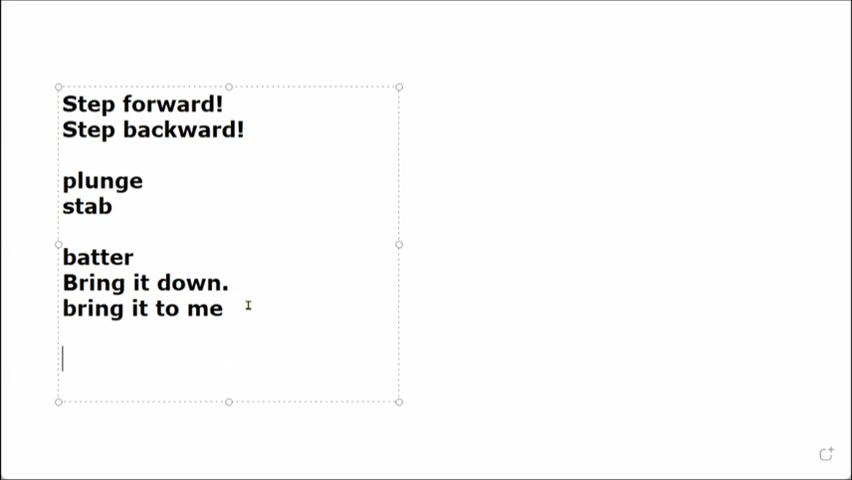 Step forward!
Step backward!
plunge
stab
batter
Bring it down.
bring it to me